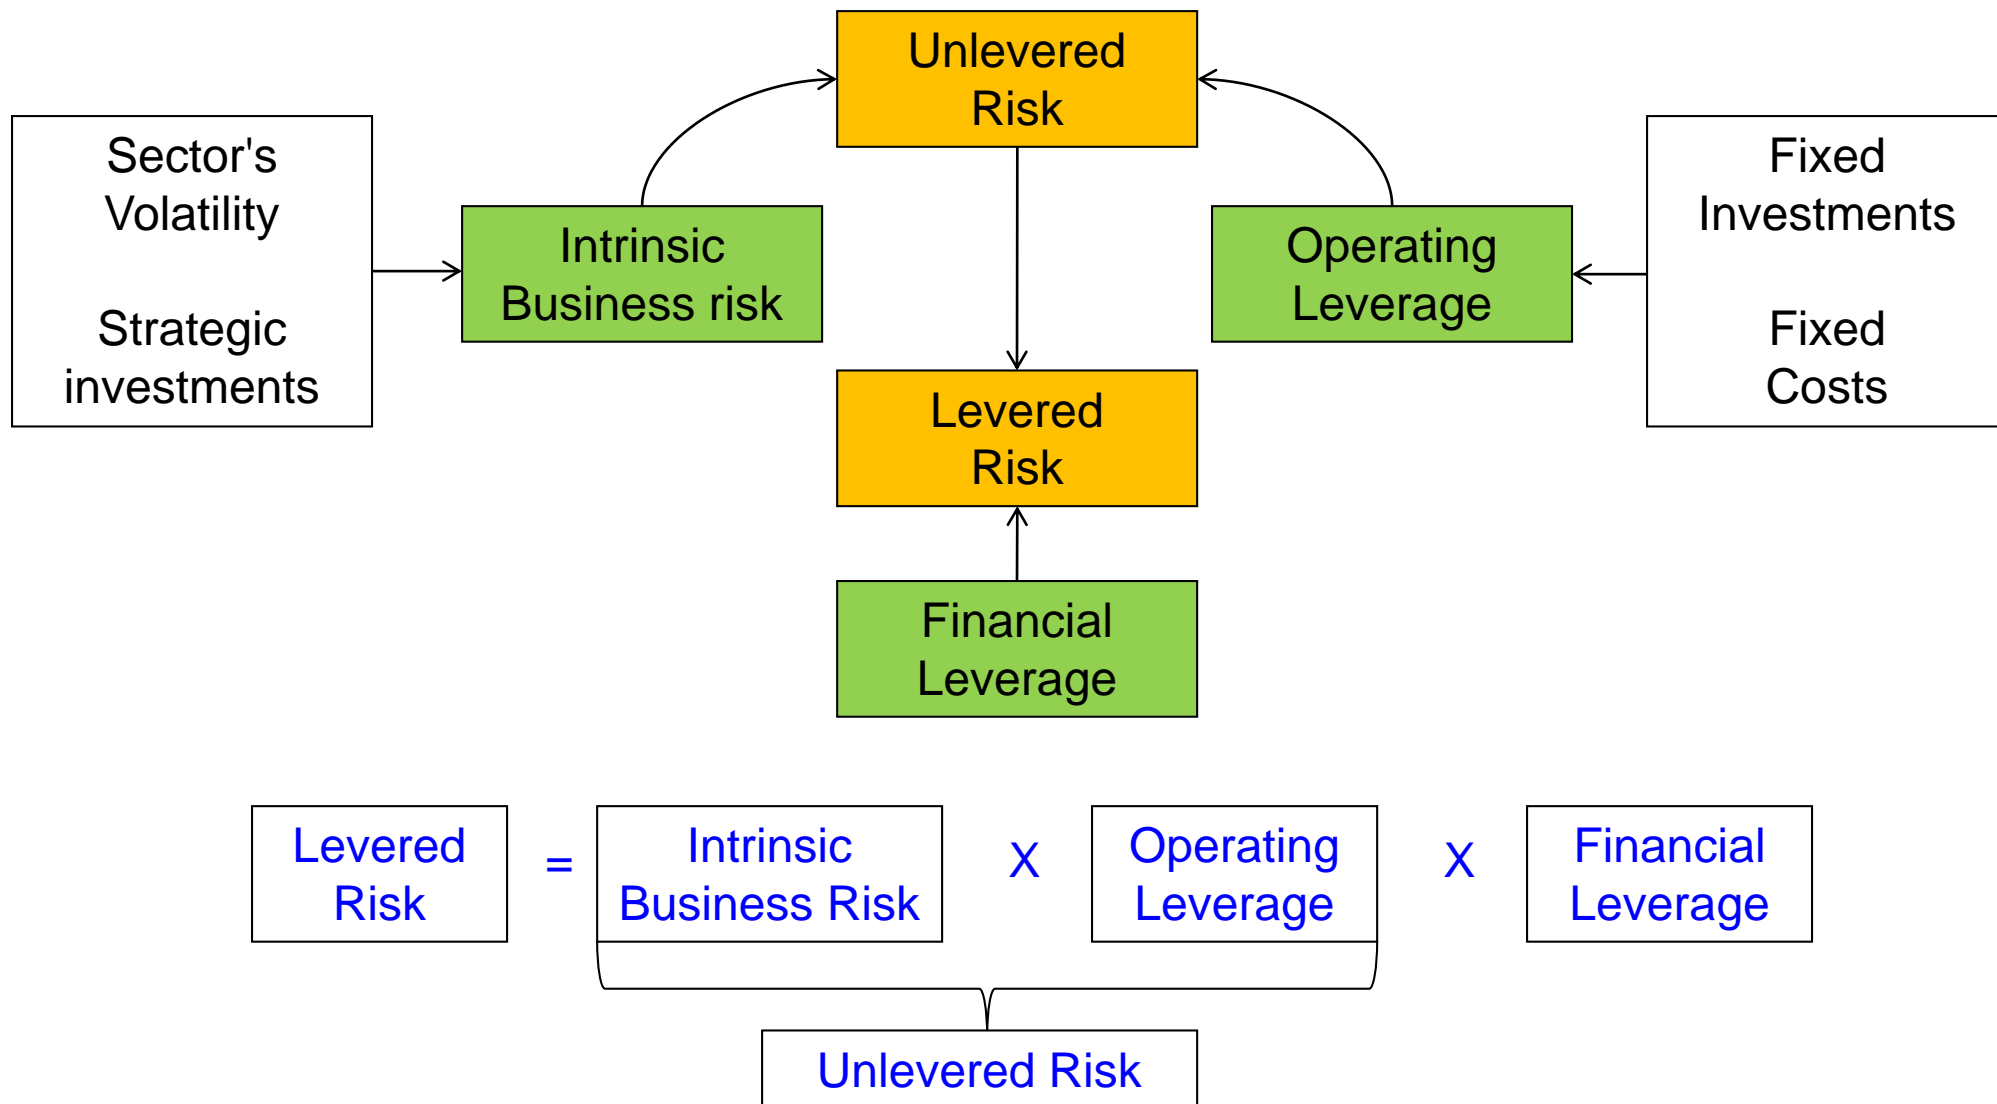 Unlevered
Risk
Sector's
Volatility
Strategic
investments
Intrinsic
Business risk
Operating
Leverage
Fixed
Investments
Fixed
Costs
Levered
Risk
Financial
Leverage
Levered
Risk
=
Intrinsic
Business Risk
X
Operating
Leverage
X
Financial
Leverage
Unlevered Risk